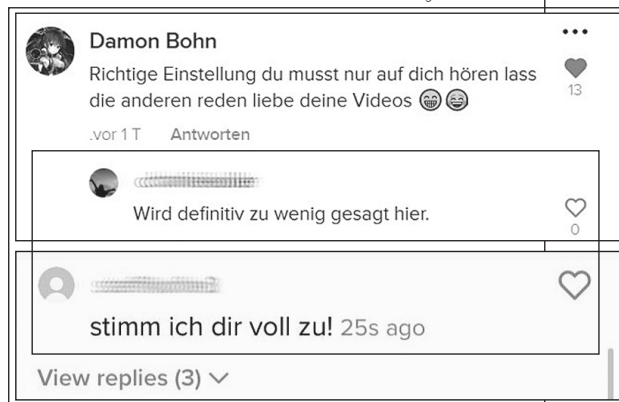 Damon Bohn
Richtige Einstellung du musst nur auf dich hören lass
die anderen reden liebe deine Videos 😁😄
13
.vor 1 T Antworten
Wird definitiv zu wenig gesagt hier.
0
stimm ich dir voll zu! 25s ago
View replies (3)